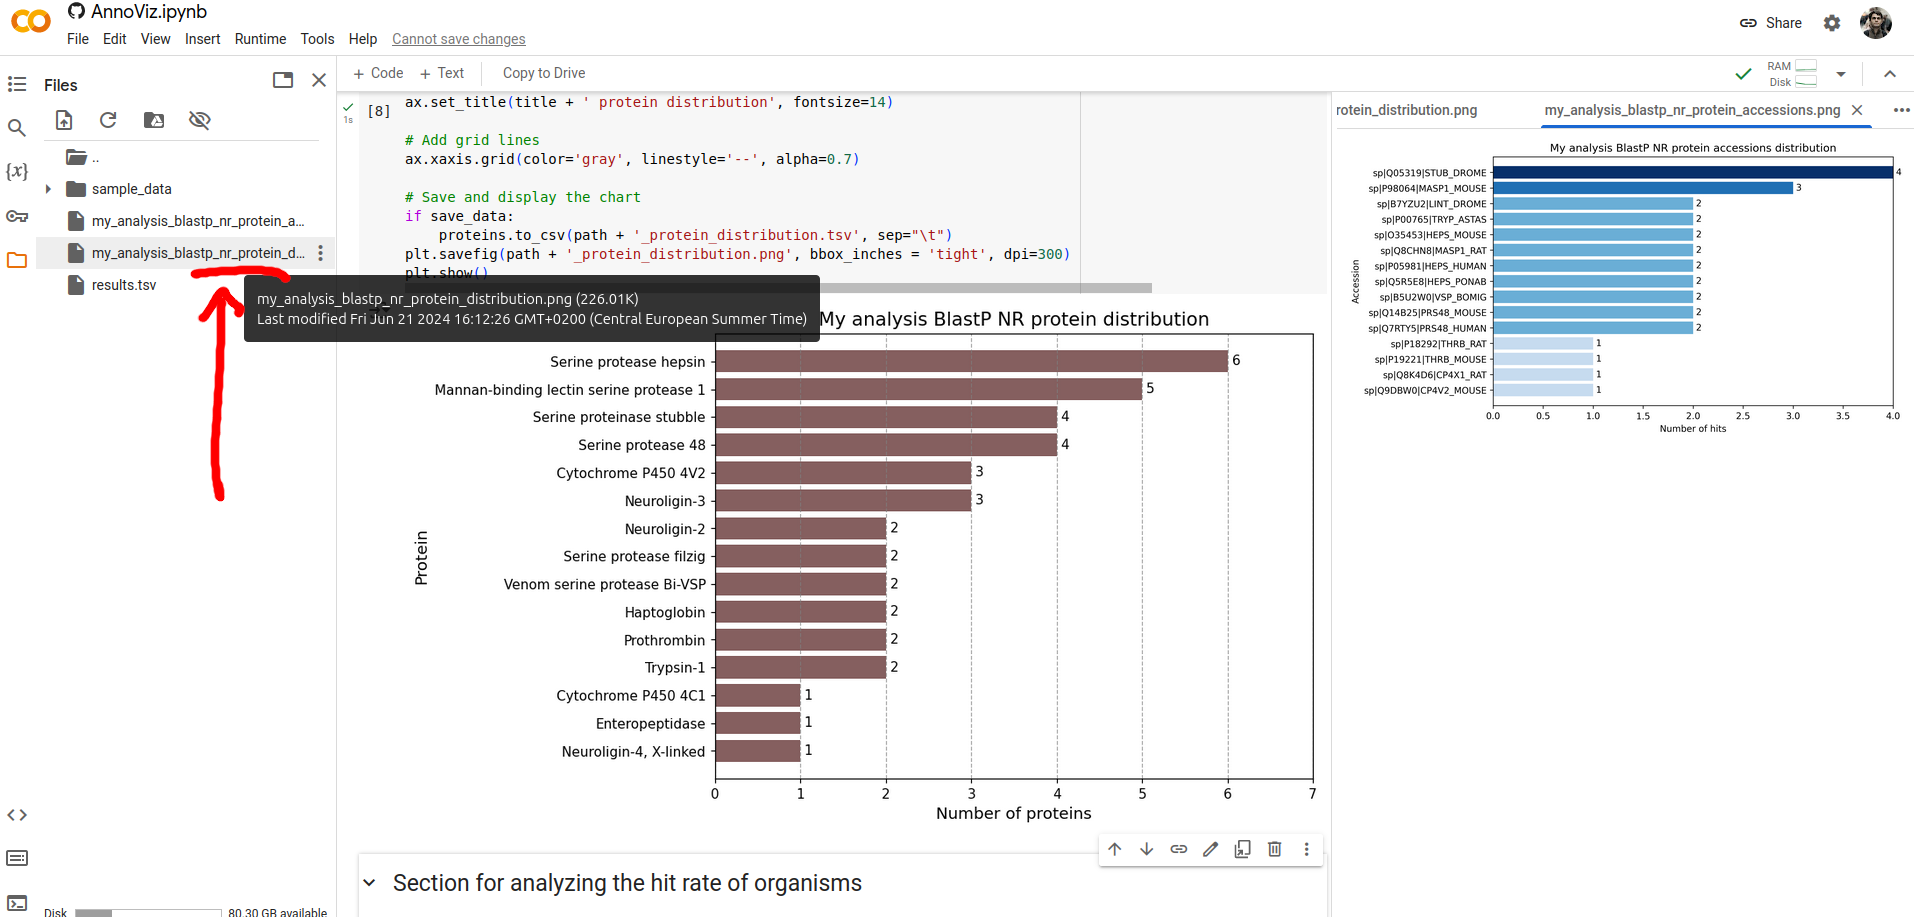 AnnoViz.ipynb
File Edit View Insert Runtime Tools Help Cannot save changes
Share
Files
+ Code + Text Copy to Drive
RAM
Disk
..
sample_data
my_analysis_blastp_nr_protein_a...
my_analysis_blastp_nr_protein_d...
results.tsv
{x}
my_analysis_blastp_nr_protein_distribution.png (226.01K)
Last modified Fri Jun 21 2024 16:12:26 GMT+0200 (Central European Summer Time)
Disk 80.30 GB available
1s
[8]
ax.set_title(title + ' protein distribution', fontsize=14)
# Add grid lines
ax.xaxis.grid(color='gray', linestyle='--', alpha=0.7)
# Save and display the chart
if save_data:
proteins.to_csv(path + '_protein_distribution.tsv', sep="\t")
plt.savefig(path + '_protein_distribution.png', bbox_inches = 'tight', dpi=300)
plt.show()
My analysis BlastP NR protein distribution
Protein
Serine protease hepsin 6
Mannan-binding lectin serine protease 1 5
Serine proteinase stubble 4
Serine protease 48 4
Cytochrome P450 4V2 3
Neuroligin-3 3
Neuroligin-2 2
Serine protease filzig 2
Venom serine protease Bi-VSP 2
Haptoglobin 2
Prothrombin 2
Trypsin-1 2
Cytochrome P450 4C1 1
Enteropeptidase 1
Neuroligin-4, X-linked 1
0 1 2 3 4 5 6 7
Number of proteins
Section for analyzing the hit rate of organisms
rotein_distribution.png my_analysis_blastp_nr_protein_accessions.png
My analysis BlastP NR protein accessions distribution
Accession
sp|Q05319|STUB_DROME 4
sp|P98064|MASP1_MOUSE 3
sp|B7YZU2|LINT_DROME 2
sp|P00765|TRYP_ASTAS 2
sp|O35453|HEPS_MOUSE 2
sp|Q8CHN8|MASP1_RAT 2
sp|P05981|HEPS_HUMAN 2
sp|Q5R5E8|HEPS_PONAB 2
sp|B5U2W0|VSP_BOMIG 2
sp|Q14B25|PRS48_MOUSE 2
sp|Q7RTY5|PRS48_HUMAN 2
sp|P18292|THRB_RAT 1
sp|P19221|THRB_MOUSE 1
sp|Q8K4D6|CP4X1_RAT 1
sp|Q9DBW0|CP4V2_MOUSE 1
0.0 0.5 1.0 1.5 2.0 2.5 3.0 3.5 4.0
Number of hits